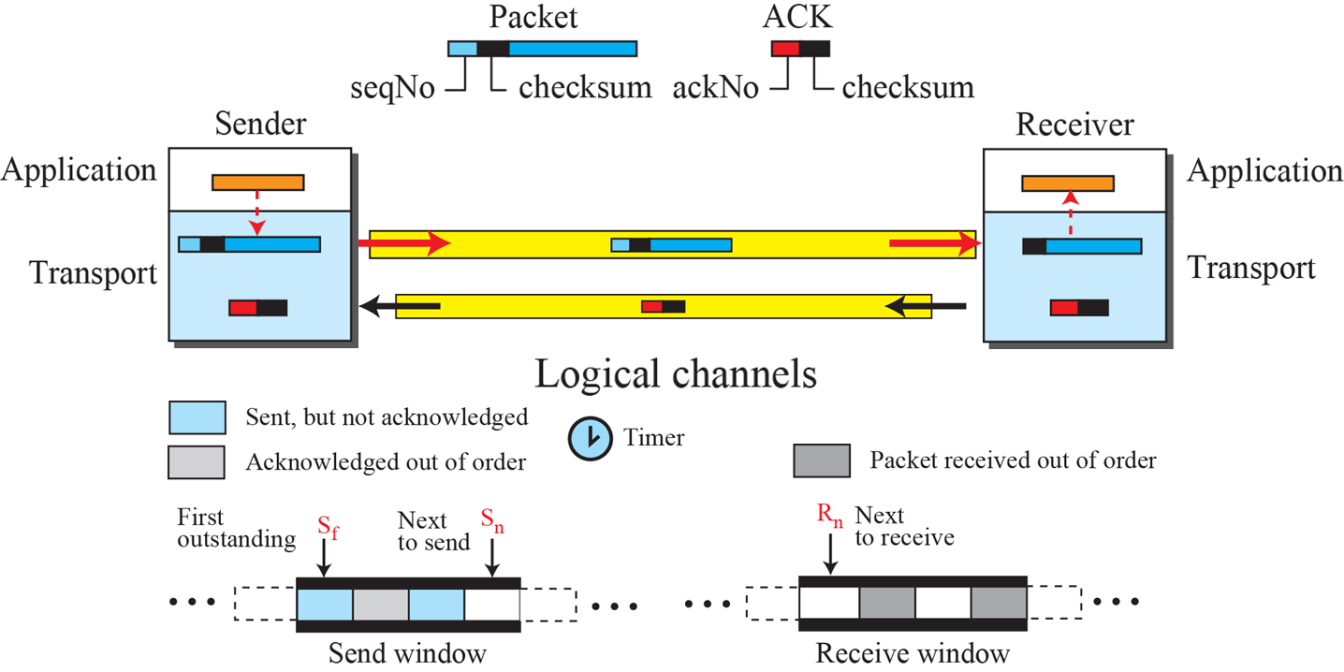 Packet
ACK
seqNo
checksum
ackNo
checksum
Sender
Receiver
Application
Application
Transport
Transport
Logical channels
Sent, but not acknowledged
Timer
Acknowledged out of order
Packet received out of order
First
outstanding
Sf
Next
to send
Sn
Rn
Next
to receive
• • •
• • •
• • •
• • •
Send window
Receive window